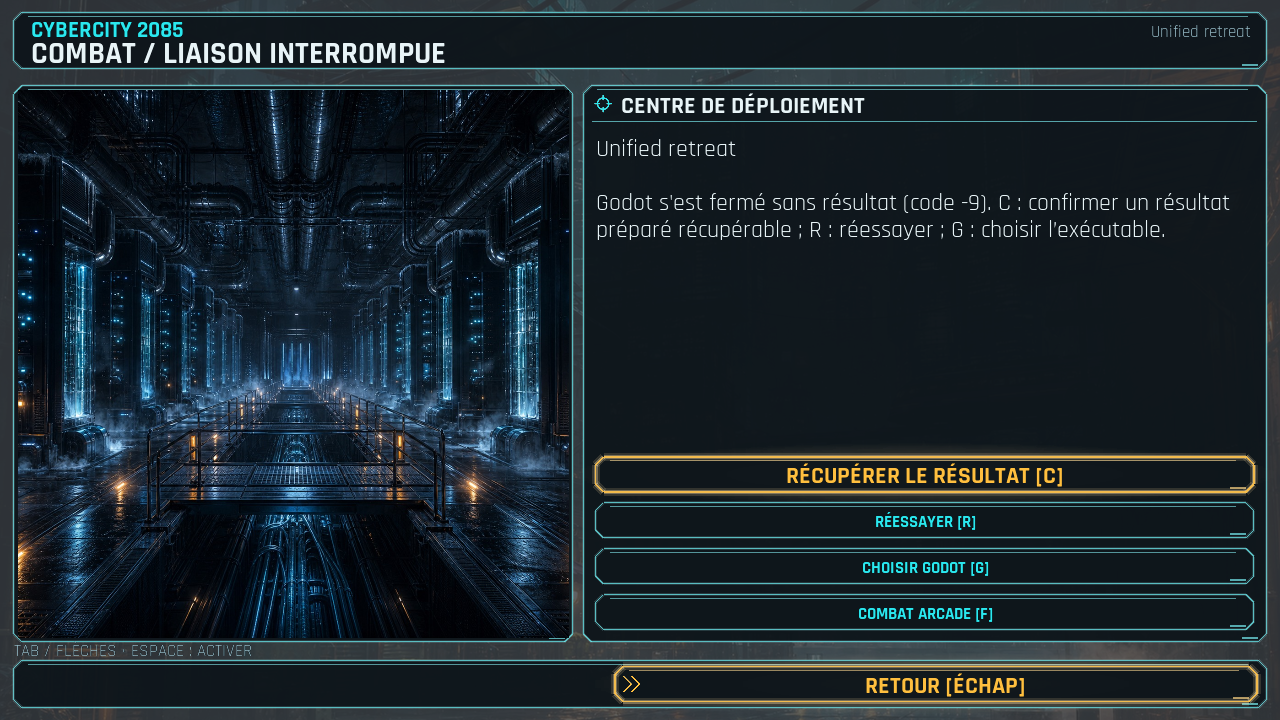 CYBERCITY 2085
COMBAT / LIAISON INTERROMPUE
Unified retreat
CENTRE DE DÉPLOIEMENT
Unified retreat
Godot s'est fermé sans résultat (code -9). C : confirmer un résultat
préparé récupérable ; R : réessayer ; G : choisir l'exécutable.
RÉCUPÉRER LE RÉSULTAT [C]
RÉESSAYER [R]
CHOISIR GODOT [G]
COMBAT ARCADE [F]
TAB / FLECHES · ESPACE : ACTIVER
RETOUR [ÉCHAP]